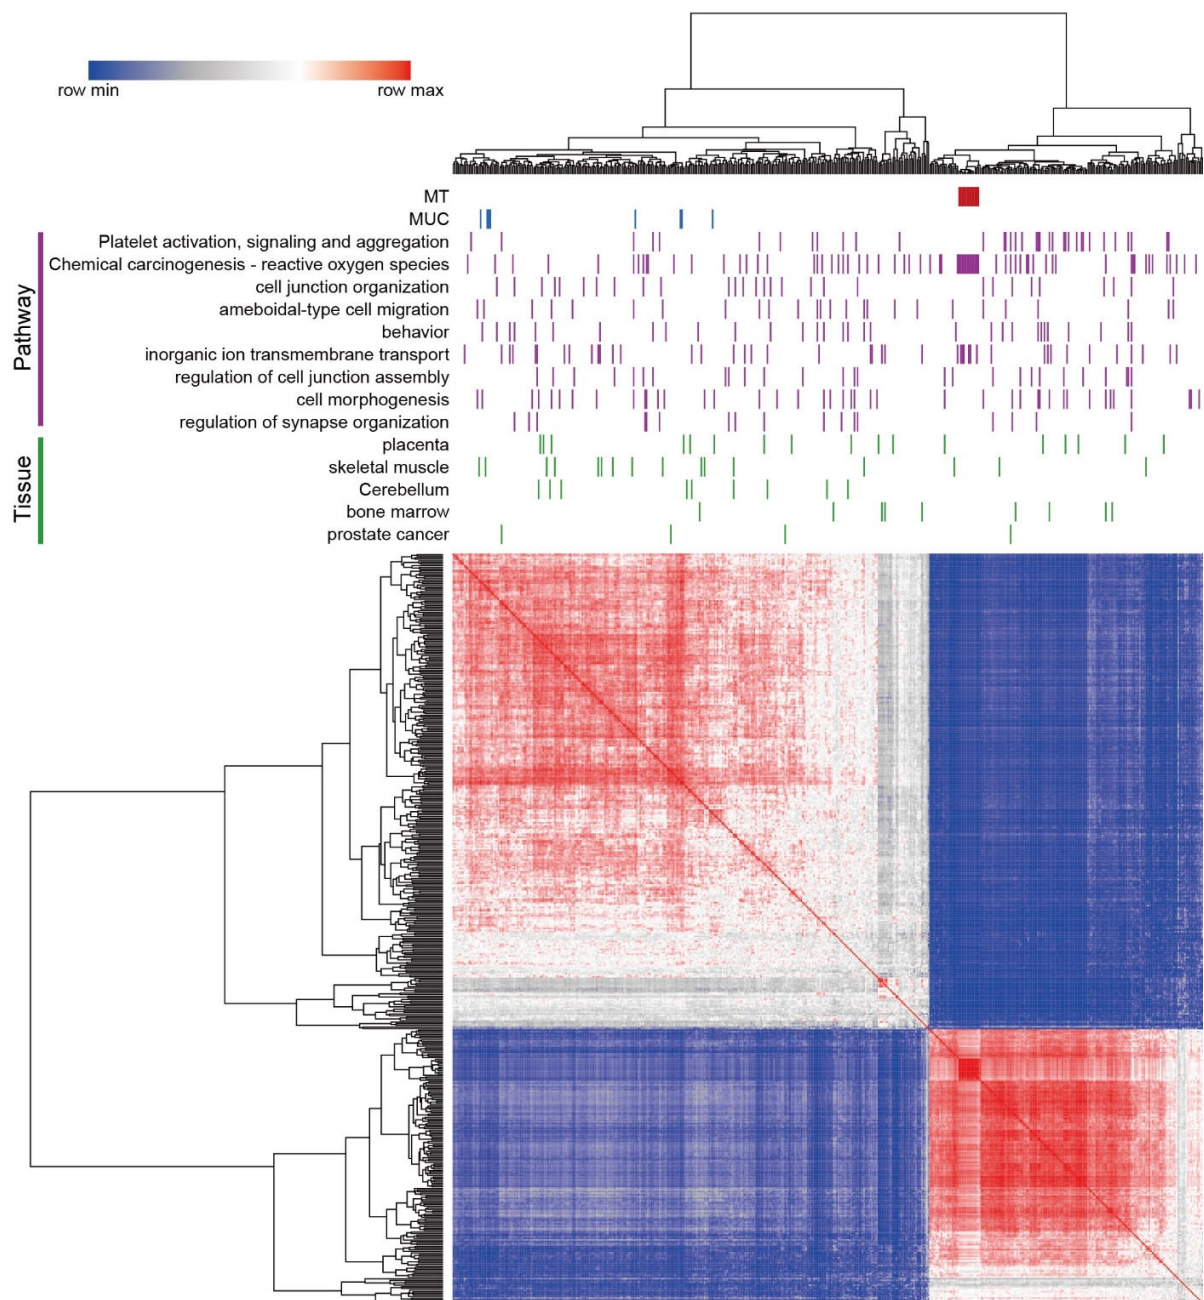 row min
row max
MT
MUC
Platelet activation, signaling and aggregation
Chemical carcinogenesis - reactive oxygen species
cell junction organization
ameboidal-type cell migration
behavior
inorganic ion transmembrane transport
regulation of cell junction assembly
cell morphogenesis
regulation of synapse organization
Pathway
placenta
skeletal muscle
Cerebellum
bone marrow
prostate cancer
Tissue